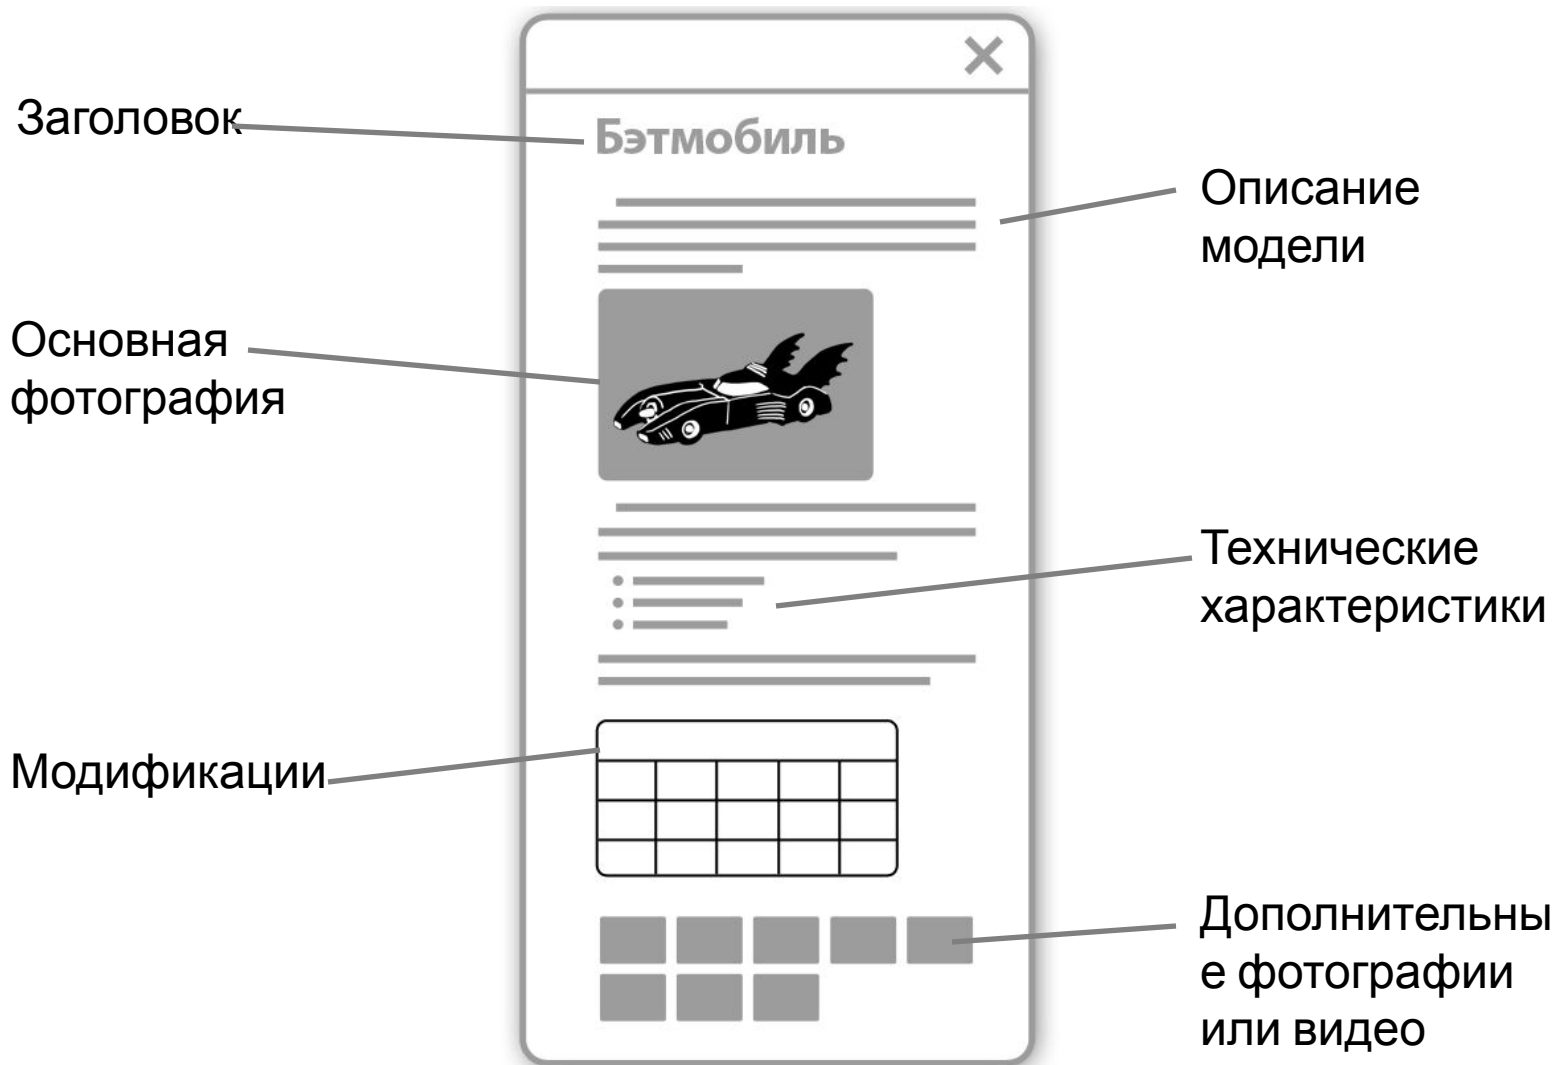 Заголовок
Бэтмобиль
Описание
модели
Основная
фотография
Технические
характеристики
Модификации
Дополнительны
е фотографии
или видео